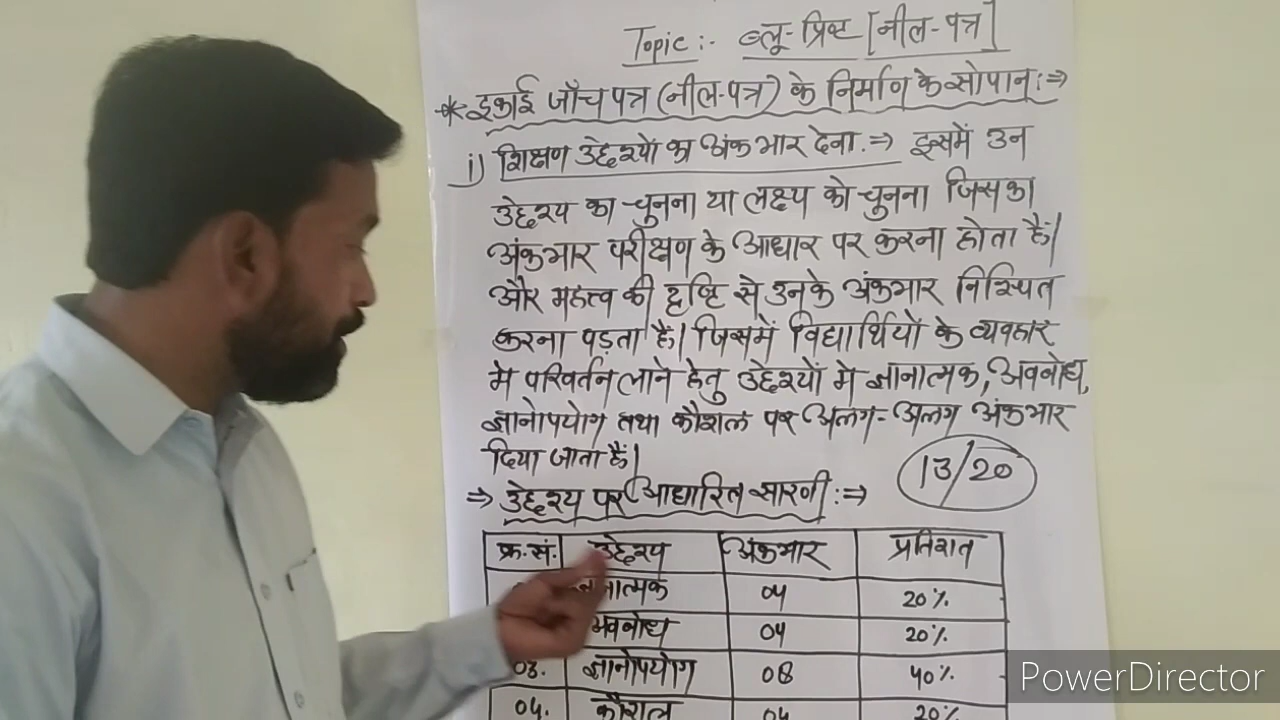 Topic :- ब्लू-प्रिंट [नील-पत्र]
* इकाई जाँच पत्र (नील-पत्र) के निर्माण के सोपान :⇒
i) शिक्षण उद्देश्यों का अंकभार देना. ⇒ इसमें उन
उद्देश्य का चुनना या लक्ष्य को चुनना जिसका
अंकभार परीक्षण के आधार पर करना होता हैं।
और महत्त्व की दृष्टि से उनके अंकभार निश्चित
करना पड़ता हैं। जिसमें विद्यार्थियों के व्यवहार
मे परिवर्तन लाने हेतु उद्देश्यों मे ज्ञानात्मक, अवबोध,
ज्ञानोपयोग तथा कौशल पर अलग-अलग अंकभार
दिया जाता हैं।
13/20
⇒ उद्देश्य पर आधारित सारणी :⇒
क्र.सं. उद्देश्य अंकभार प्रतिशत
04 20%
04 20%
03. ज्ञानोपयोग 08 40%
04. कौशल 04 20%
PowerDirector